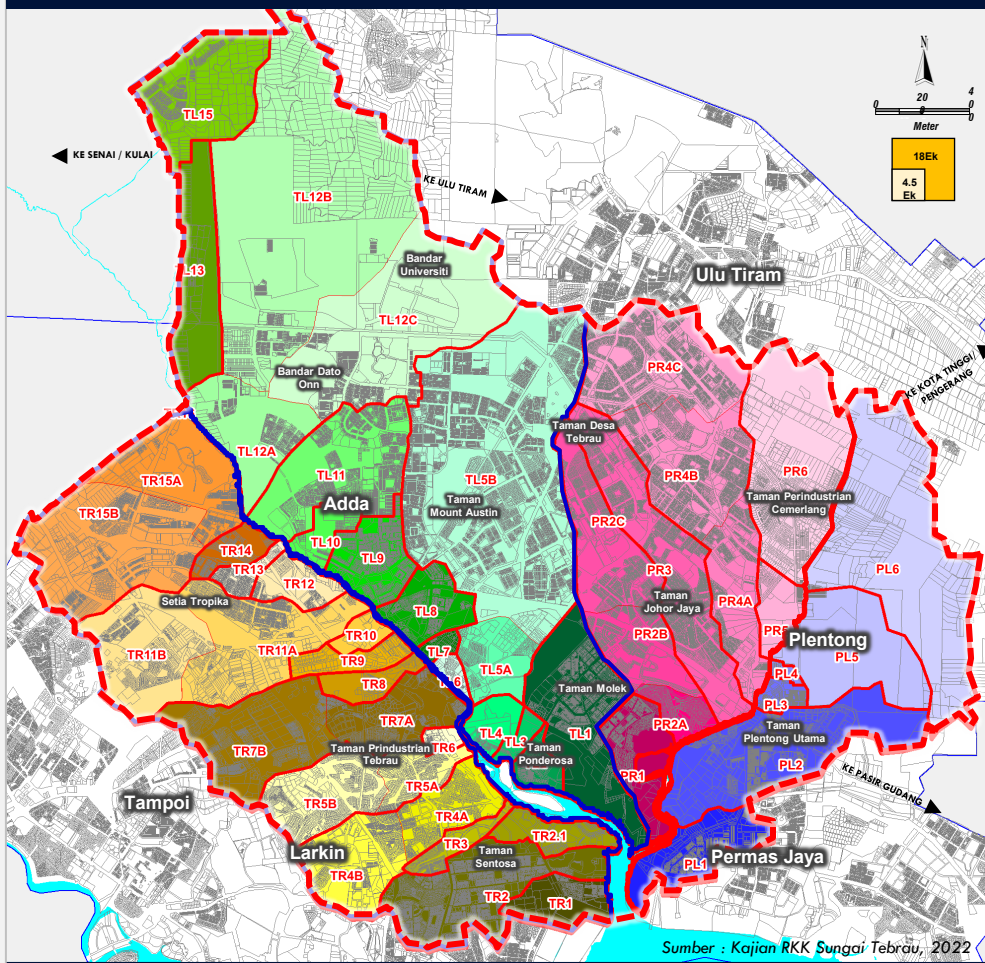 N
0
20
0
4
0
Meter
18Ek
4.5
Ek
TL15
KE SENAI / KULAI
KE ULU TIRAM
TL12B
Bandar
Universiti
Ulu Tiram
L13
TL12C
KE KOTA TINGGI/
PENGERANG
Bandar Dato
Onn
PR4C
Taman Desa
Tebrau
TL12A
TL11
Adda
TL5B
Taman
Mount Austin
PR4B
PR6
Taman Perindustrian
Cemerlang
TR15A
TR15B
PR2C
TL10
TL9
TR14
TR13
TR12
PR3
PL6
Setia Tropika
TL8
Taman
Johor Jaya
PR4A
PR2B
PR5
Plentong
PL5
TR10
TR11A
TR11B
TR9
TL7
TL5A
PL4
TR8
Taman Molek
PL3
TR7A
TL4
TL3
TL1
PR2A
Taman
Plentong Utama
TR7B
Taman Prindustrian
Tebrau
TR6
Taman
Ponderosa
PR1
PL2
KE PASIR GUDANG
TR5A
Tampoi
TR5B
TR4A
TR2.1
TR3
Larkin
Taman
Sentosa
PL1
Permas Jaya
TR4B
TR2
TR1
Sumber : Kajian RKK Sungai Tebrau, 2022